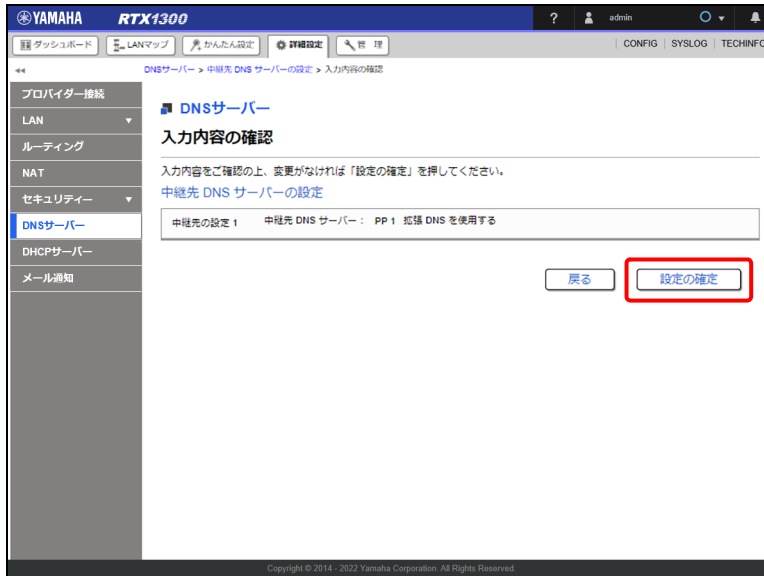 YAMAHA RTX1300 ? admin
ダッシュボード LANマップ かんたん設定 詳細設定 管 理 CONFIG SYSLOG TECHINFO
DNSサーバー > 中継先 DNS サーバーの設定 > 入力内容の確認
プロバイダー接続
LAN
ルーティング
NAT
セキュリティー
DNSサーバー
DHCPサーバー
メール通知
DNSサーバー
入力内容の確認
入力内容をご確認の上、変更がなければ「設定の確定」を押してください。
中継先 DNS サーバーの設定
中継先の設定 1 中継先 DNS サーバー： PP 1 拡張 DNS を使用する
戻る 設定の確定
Copyright © 2014 - 2022 Yamaha Corporation. All Rights Reserved.